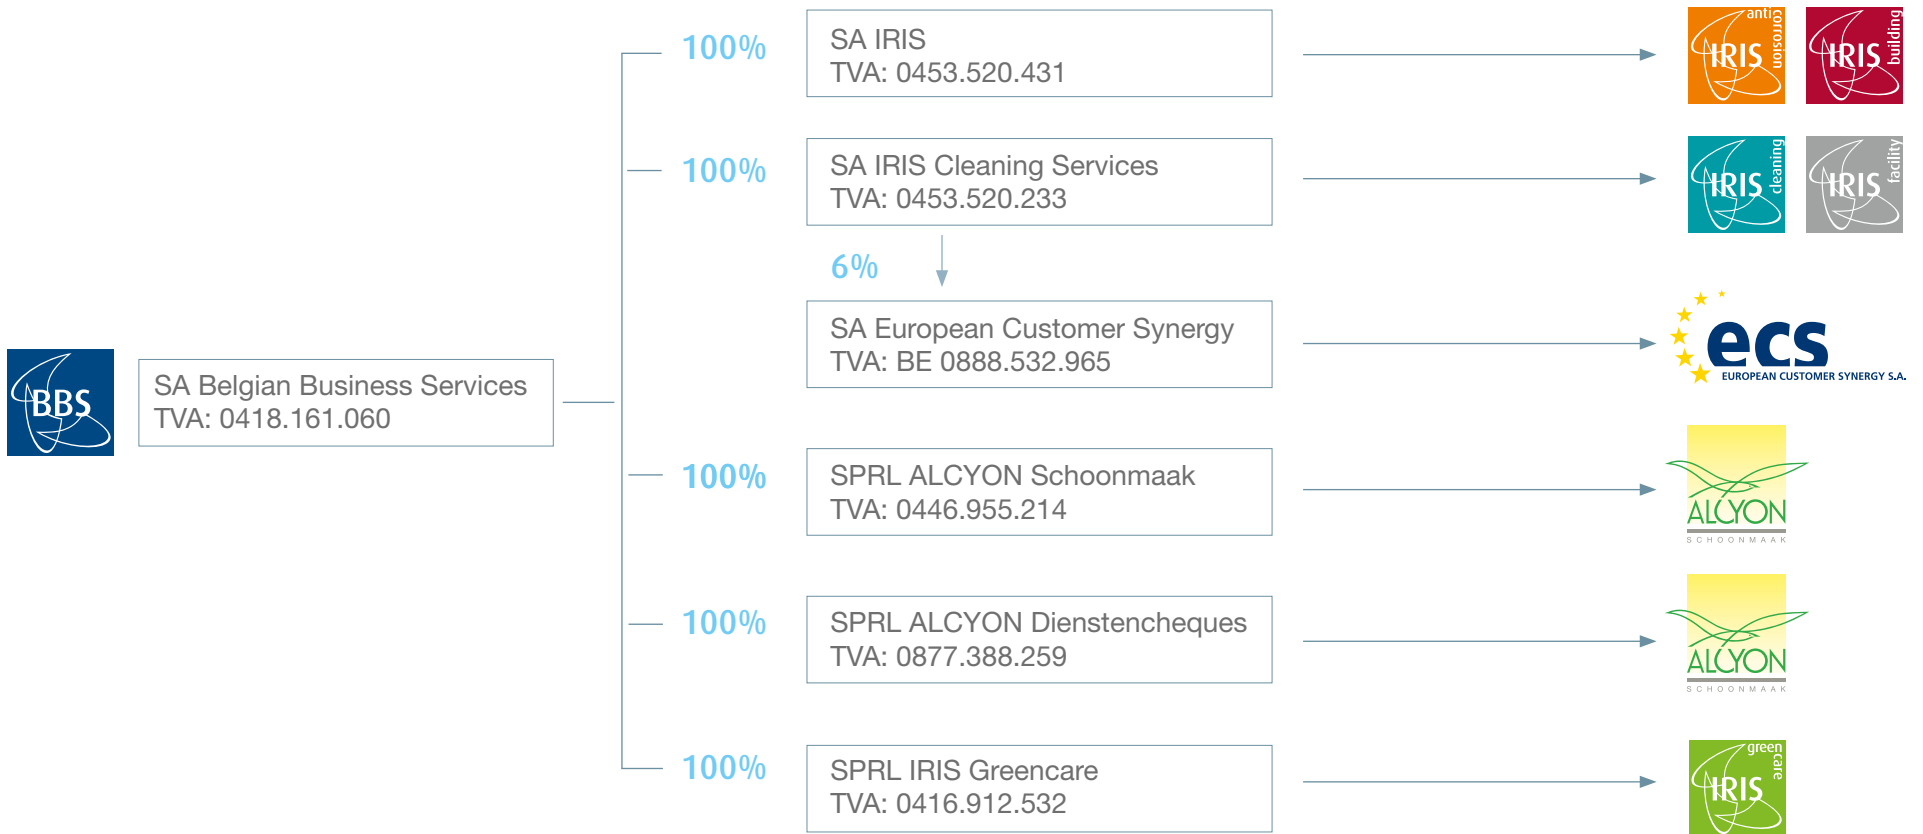 BBS
SA Belgian Business Services
TVA: 0418.161.060
100%
SA IRIS
TVA: 0453.520.431
anti
corrosion
IRIS
building
IRIS
100%
SA IRIS Cleaning Services
TVA: 0453.520.233
cleaning
IRIS
facility
IRIS
6%
SA European Customer Synergy
TVA: BE 0888.532.965
ecs
EUROPEAN CUSTOMER SYNERGY S.A.
100%
SPRL ALCYON Schoonmaak
TVA: 0446.955.214
ALCYON
SCHOONMAAK
100%
SPRL ALCYON Dienstencheques
TVA: 0877.388.259
ALCYON
SCHOONMAAK
100%
SPRL IRIS Greencare
TVA: 0416.912.532
green
care
IRIS